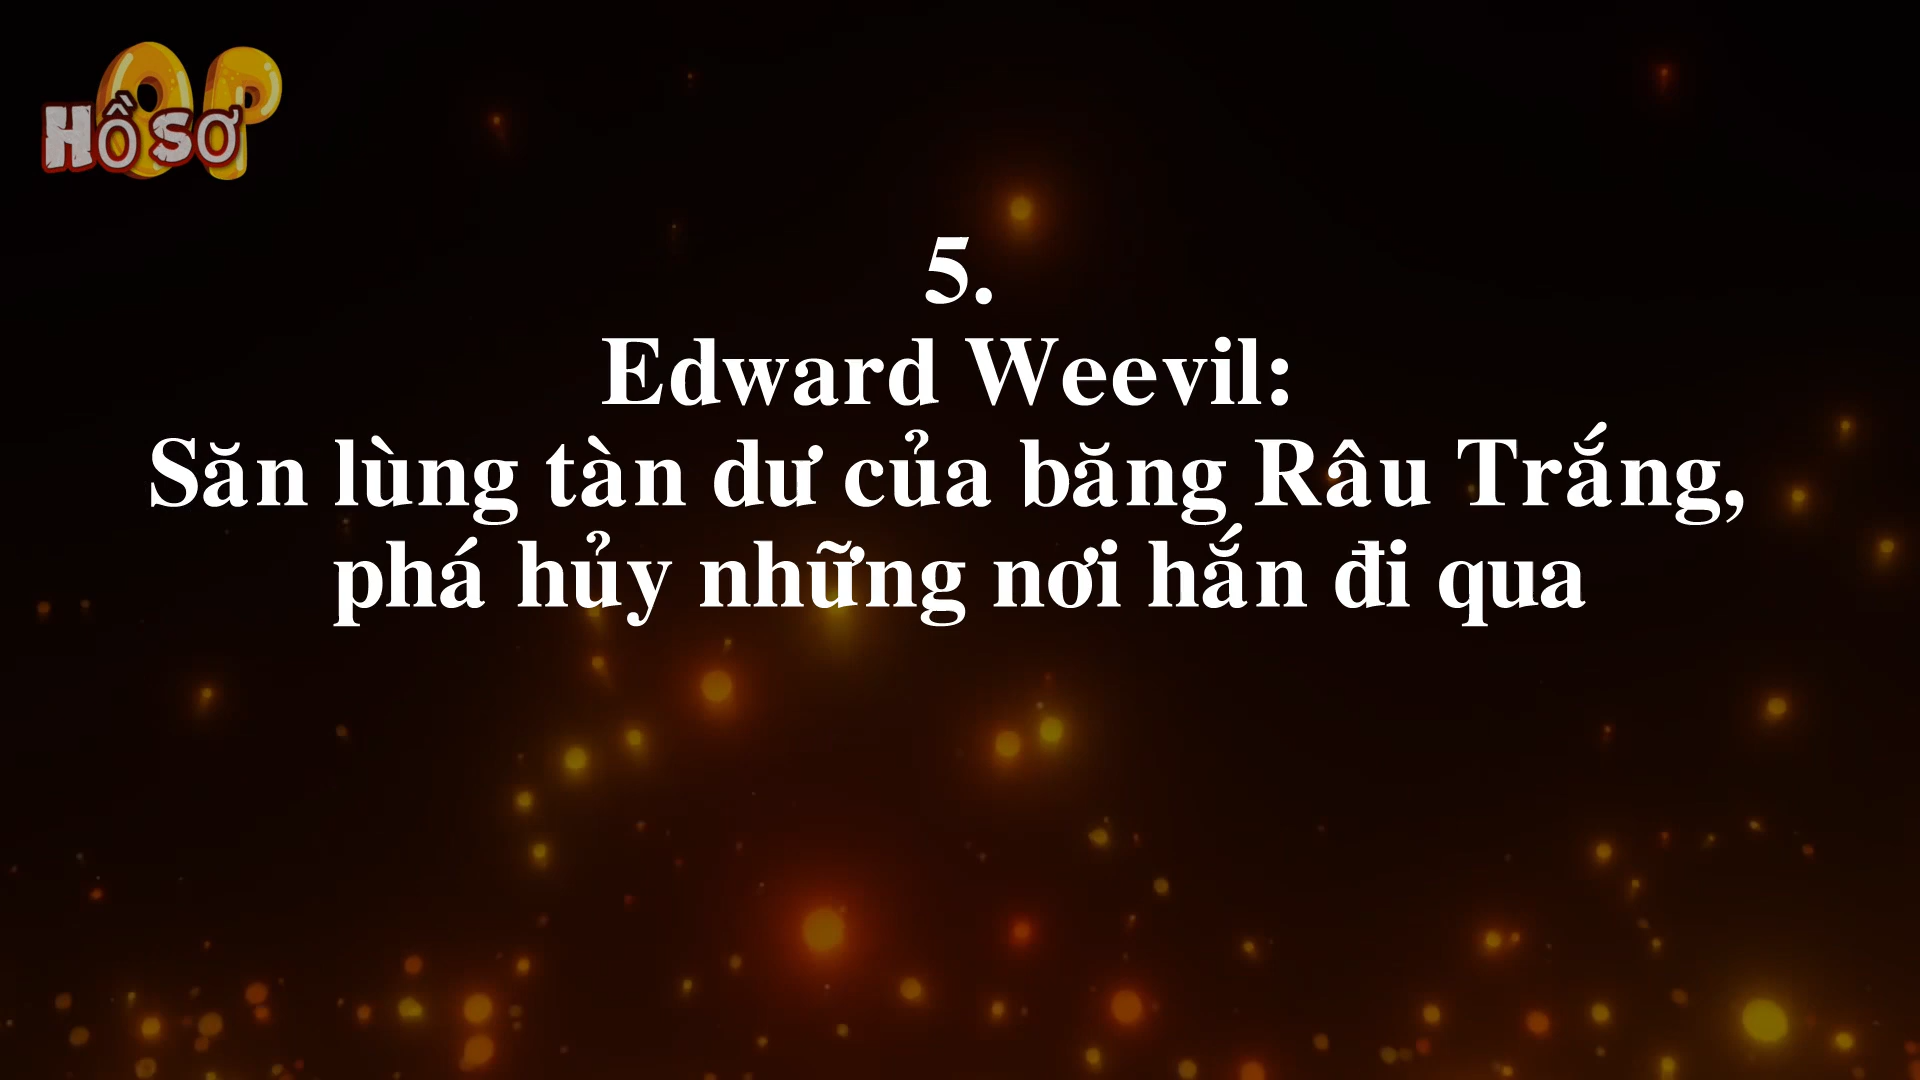 OP
HỒ SƠ
5.
Edward Weevil:
Săn lùng tàn dư của băng Râu Trắng,
phá hủy những nơi hắn đi qua